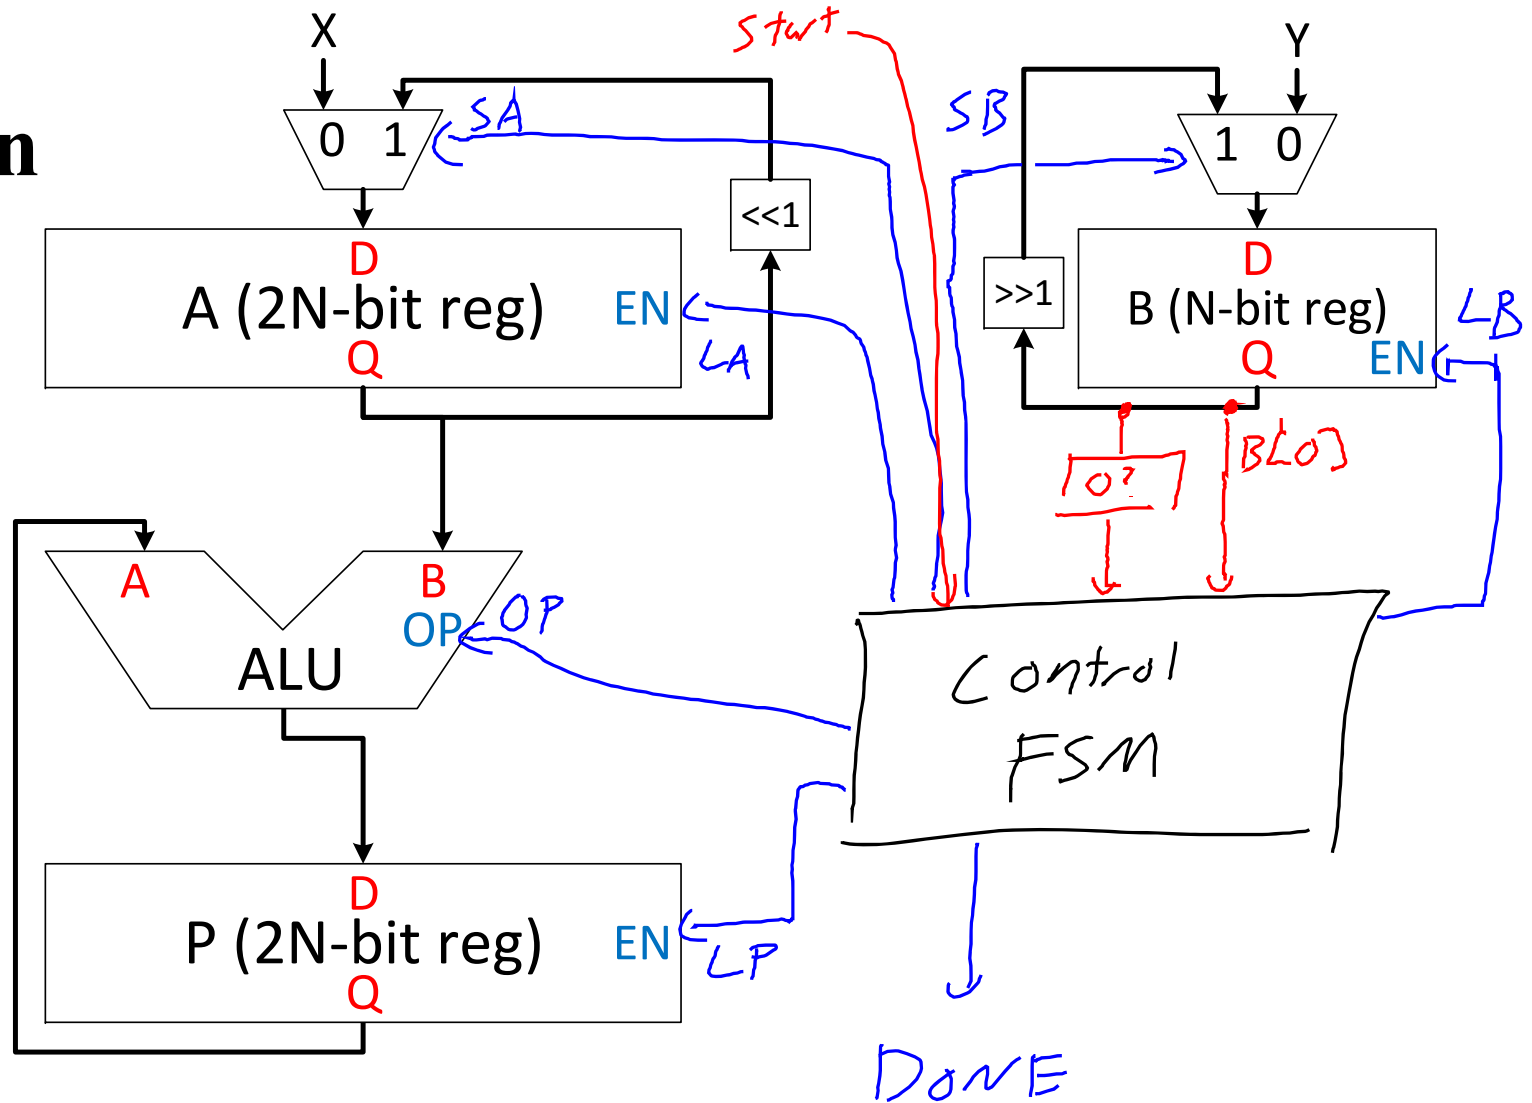 X
Start
Y
n
0 1
SA
SB
1 0
<<1
D
A (2N-bit reg)
EN
Q
LA
>>1
D
B (N-bit reg)
Q
EN
LB
0?
B[0]
A
B
OP
OP
ALU
Control
FSM
D
P (2N-bit reg)
EN
Q
LP
DONE